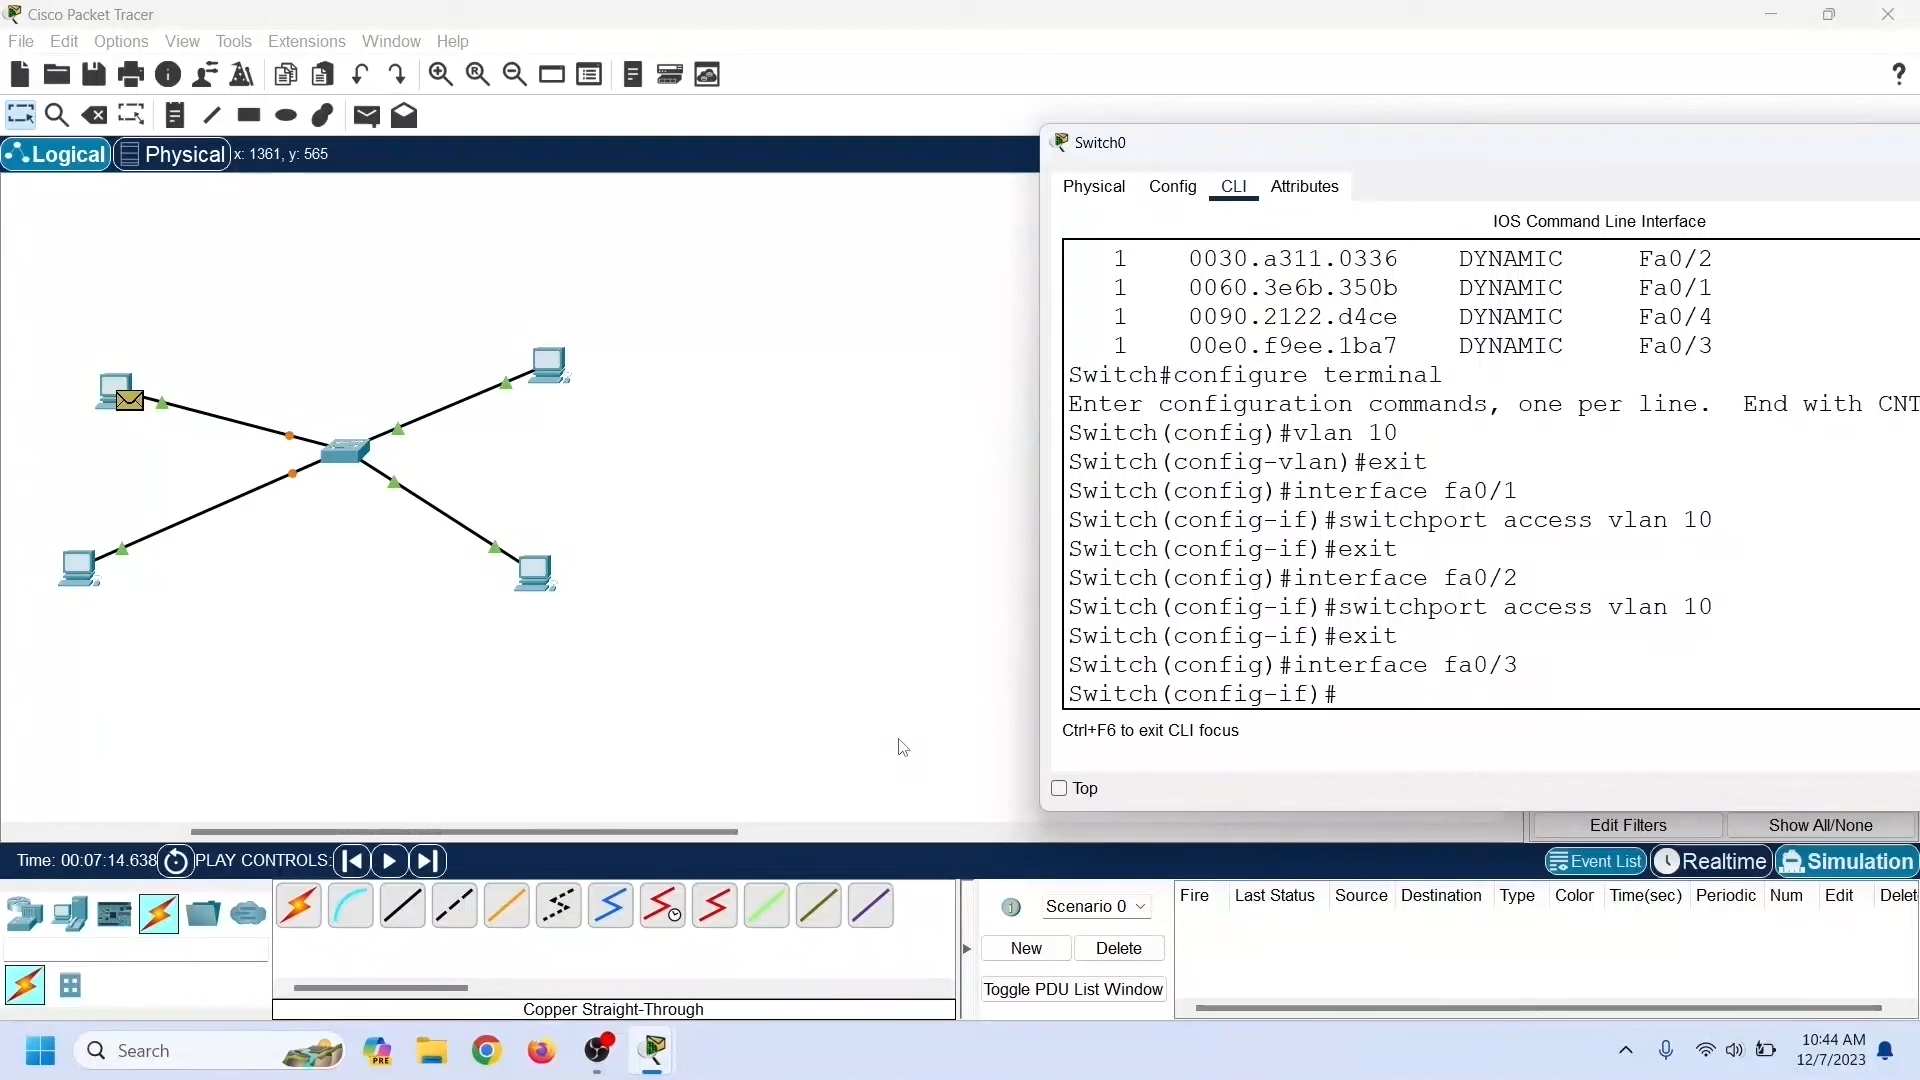 Cisco Packet Tracer
File Edit Options View Tools Extensions Window Help
Logical Physical x: 1361, y: 565
Switch0
Physical Config CLI Attributes
IOS Command Line Interface
1 0030.a311.0336 DYNAMIC Fa0/2
1 0060.3e6b.350b DYNAMIC Fa0/1
1 0090.2122.d4ce DYNAMIC Fa0/4
1 00e0.f9ee.1ba7 DYNAMIC Fa0/3
Switch#configure terminal
Enter configuration commands, one per line. End with CNT
Switch(config)#vlan 10
Switch(config-vlan)#exit
Switch(config)#interface fa0/1
Switch(config-if)#switchport access vlan 10
Switch(config-if)#exit
Switch(config)#interface fa0/2
Switch(config-if)#switchport access vlan 10
Switch(config-if)#exit
Switch(config)#interface fa0/3
Switch(config-if)#
Ctrl+F6 to exit CLI focus
Top
Edit Filters Show All/None
Time: 00:07:14.638 PLAY CONTROLS: Event List Realtime Simulation
Fire Last Status Source Destination Type Color Time(sec) Periodic Num Edit Delet
Scenario 0
New Delete
Toggle PDU List Window
Copper Straight-Through
Search PRE
10:44 AM
12/7/2023